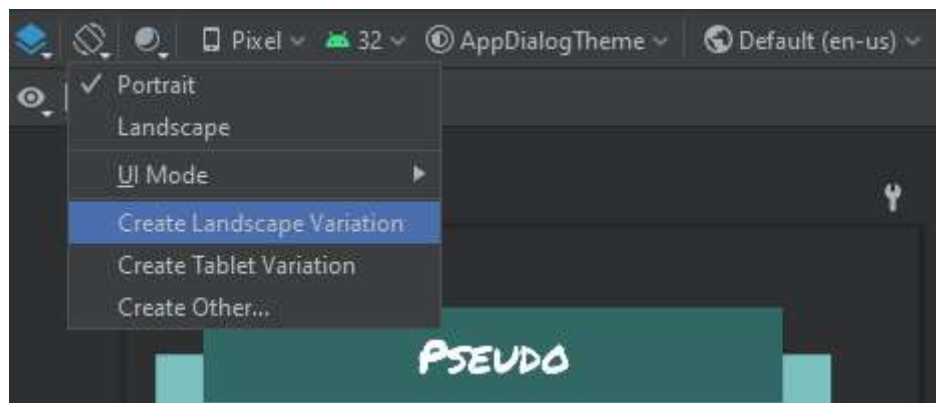 Pixel 32 AppDialogTheme Default (en-us)
Portrait
Landscape
UI Mode
Create Landscape Variation
Create Tablet Variation
Create Other...
PSEUDO